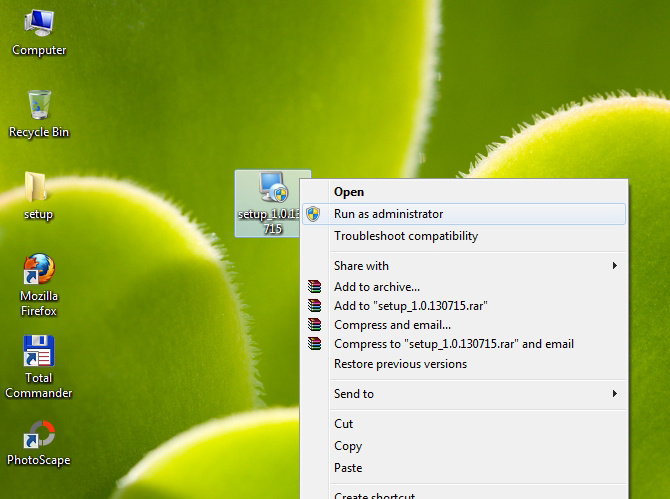 Computer
Recycle Bin
setup
Mozilla
Firefox
Total
Commander
PhotoScape
setup_1.0.13
715
Open
Run as administrator
Troubleshoot compatibility
Share with
Add to archive...
Add to "setup_1.0.130715.rar"
Compress and email...
Compress to "setup_1.0.130715.rar" and email
Restore previous versions
Send to
Cut
Copy
Paste
Create shortcut